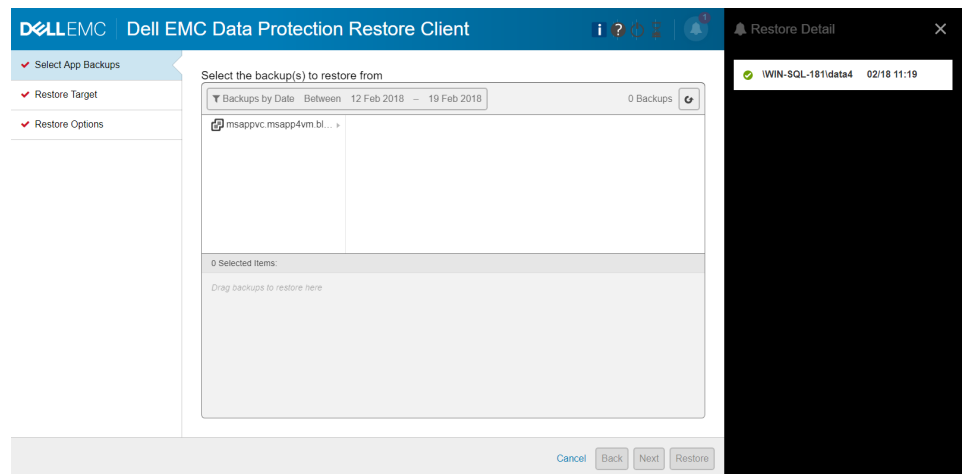 DELLEMC Dell EMC Data Protection Restore Client
i ? 1
Restore Detail
Select App Backups
Restore Target
Restore Options
Select the backup(s) to restore from
Backups by Date Between 12 Feb 2018 – 19 Feb 2018 0 Backups
msappvc.msapp4vm.bl...
0 Selected Items:
Drag backups to restore here
Cancel Back Next Restore
\WIN-SQL-181\data4 02/18 11:19